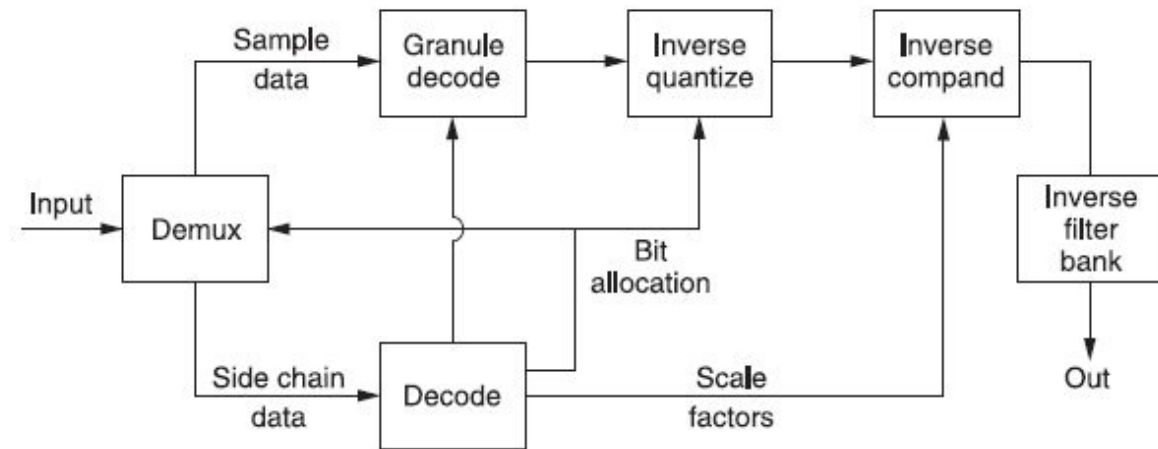 Sample
data
Granule
decode
Inverse
quantize
Inverse
compand
Input
Demux
Bit
allocation
Inverse
filter
bank
Side chain
data
Decode
Scale
factors
Out